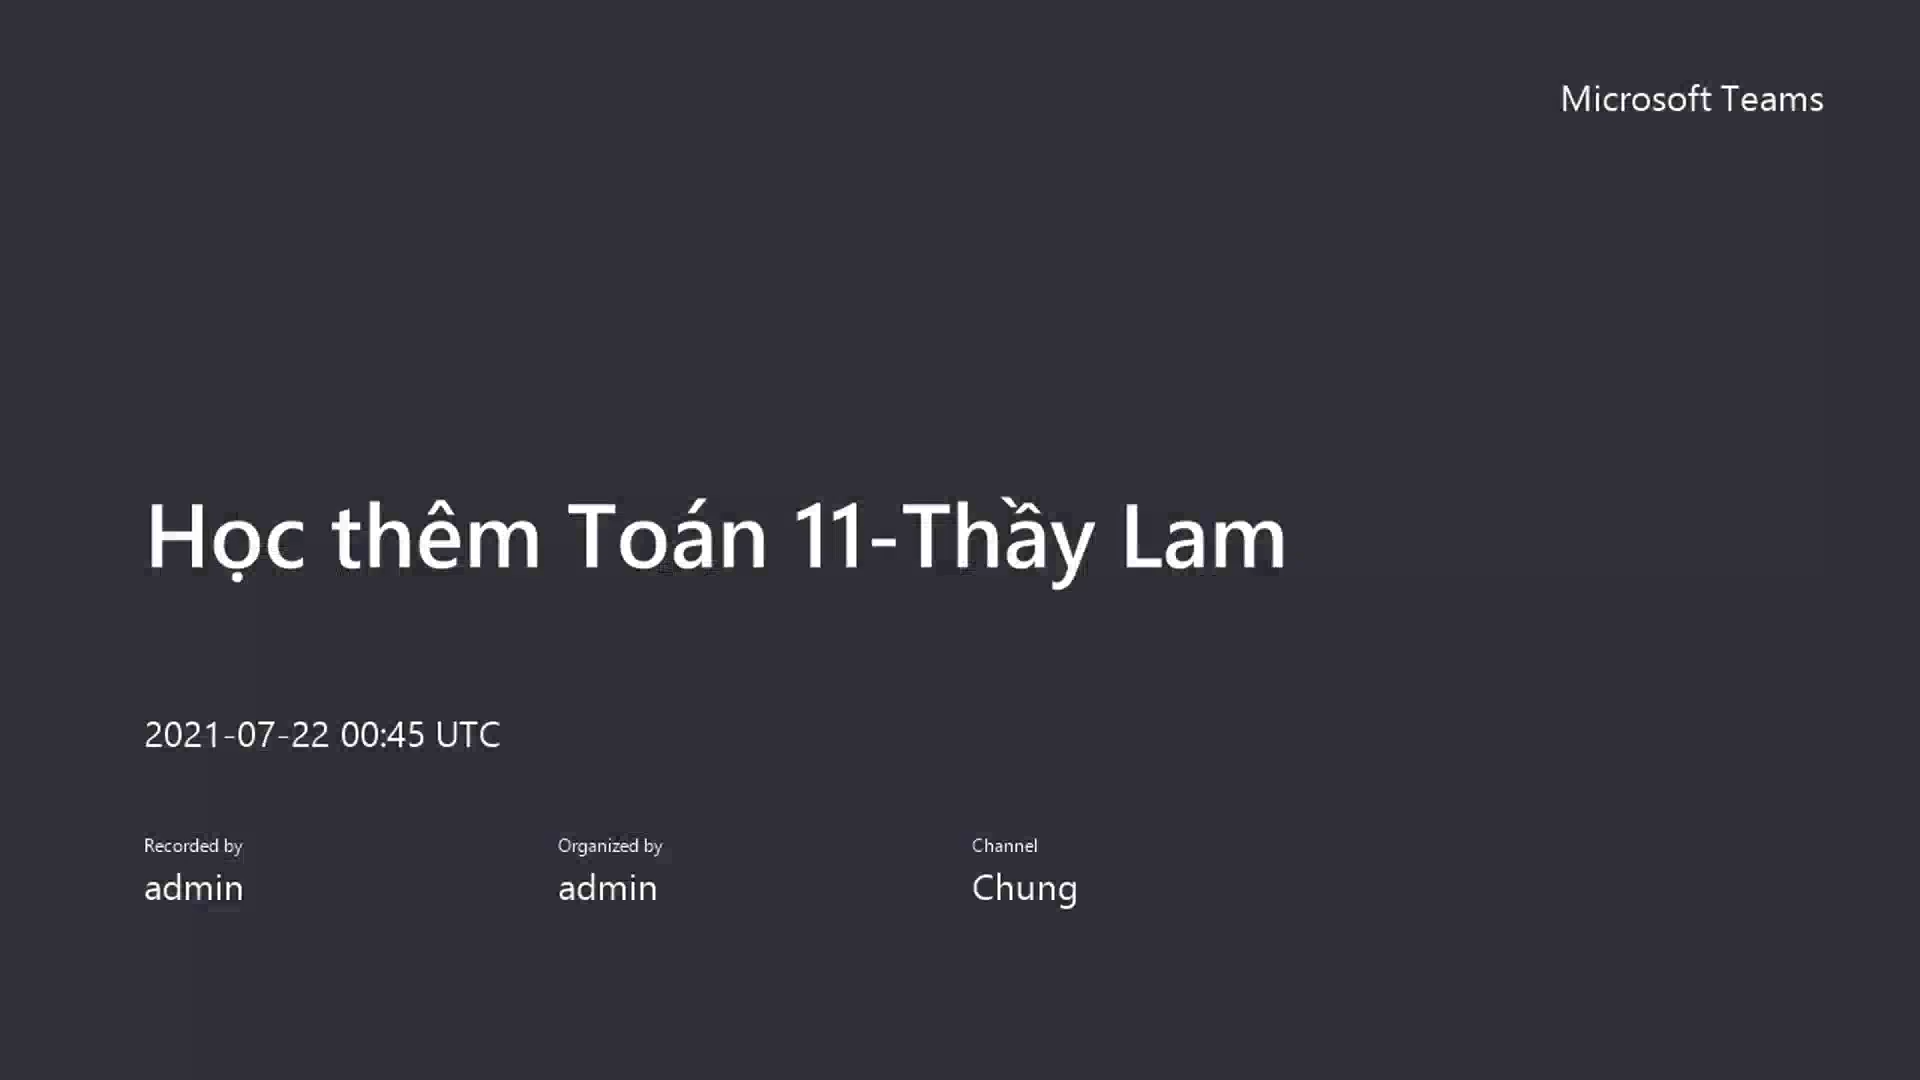 Microsoft Teams
Học thêm Toán 11-Thầy Lam
2021-07-22 00:45 UTC
Recorded by
admin
Organized by
admin
Channel
Chung